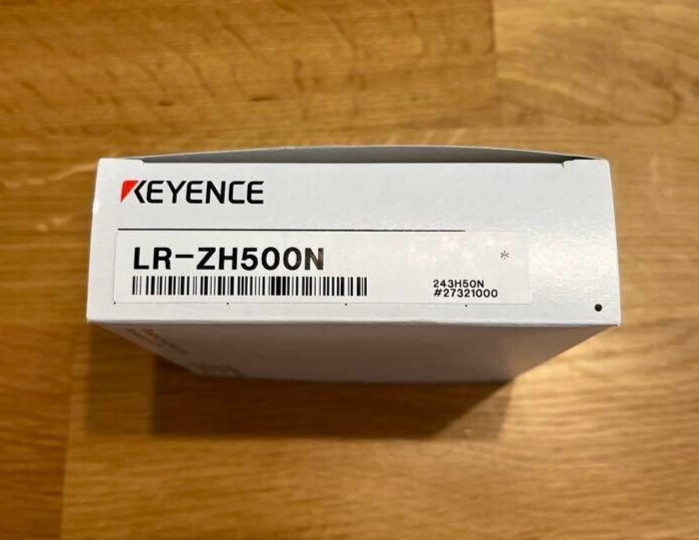 KEYENCE
LR-ZH500N
*
243H50N
#27321000